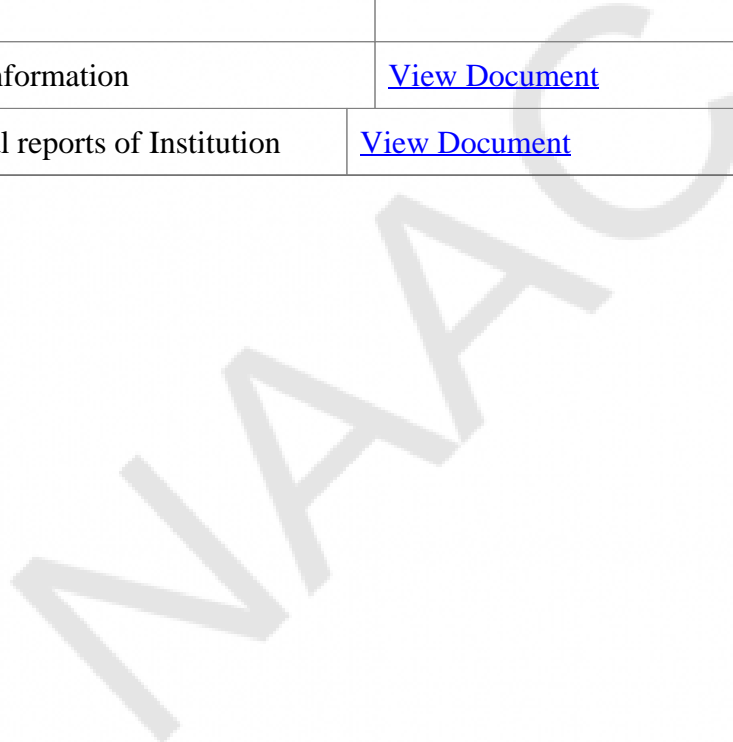 nformation View Document
l reports of Institution View Document
NAAC